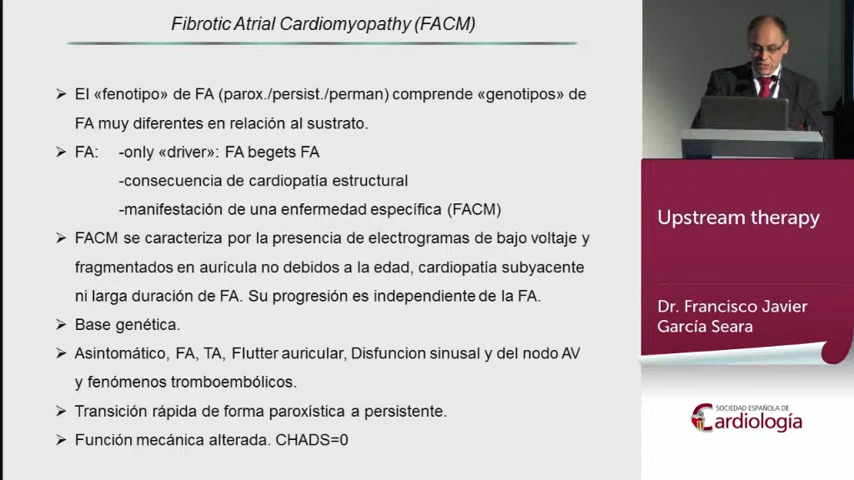 Fibrotic Atrial Cardiomyopathy (FACM)
➢ El «fenotipo» de FA (parox./persist./perman) comprende «genotipos» de
FA muy diferentes en relación al sustrato.
➢ FA: -only «driver»: FA begets FA
-consecuencia de cardiopatía estructural
-manifestación de una enfermedad específica (FACM)
➢ FACM se caracteriza por la presencia de electrogramas de bajo voltaje y
fragmentados en aurícula no debidos a la edad, cardiopatía subyacente
ni larga duración de FA. Su progresión es independiente de la FA.
➢ Base genética.
➢ Asintomático, FA, TA, Flutter auricular, Disfuncion sinusal y del nodo AV
y fenómenos tromboembólicos.
➢ Transición rápida de forma paroxística a persistente.
➢ Función mecánica alterada. CHADS=0
Upstream therapy
Dr. Francisco Javier
García Seara
SOCIEDAD ESPAÑOLA DE
Cardiología